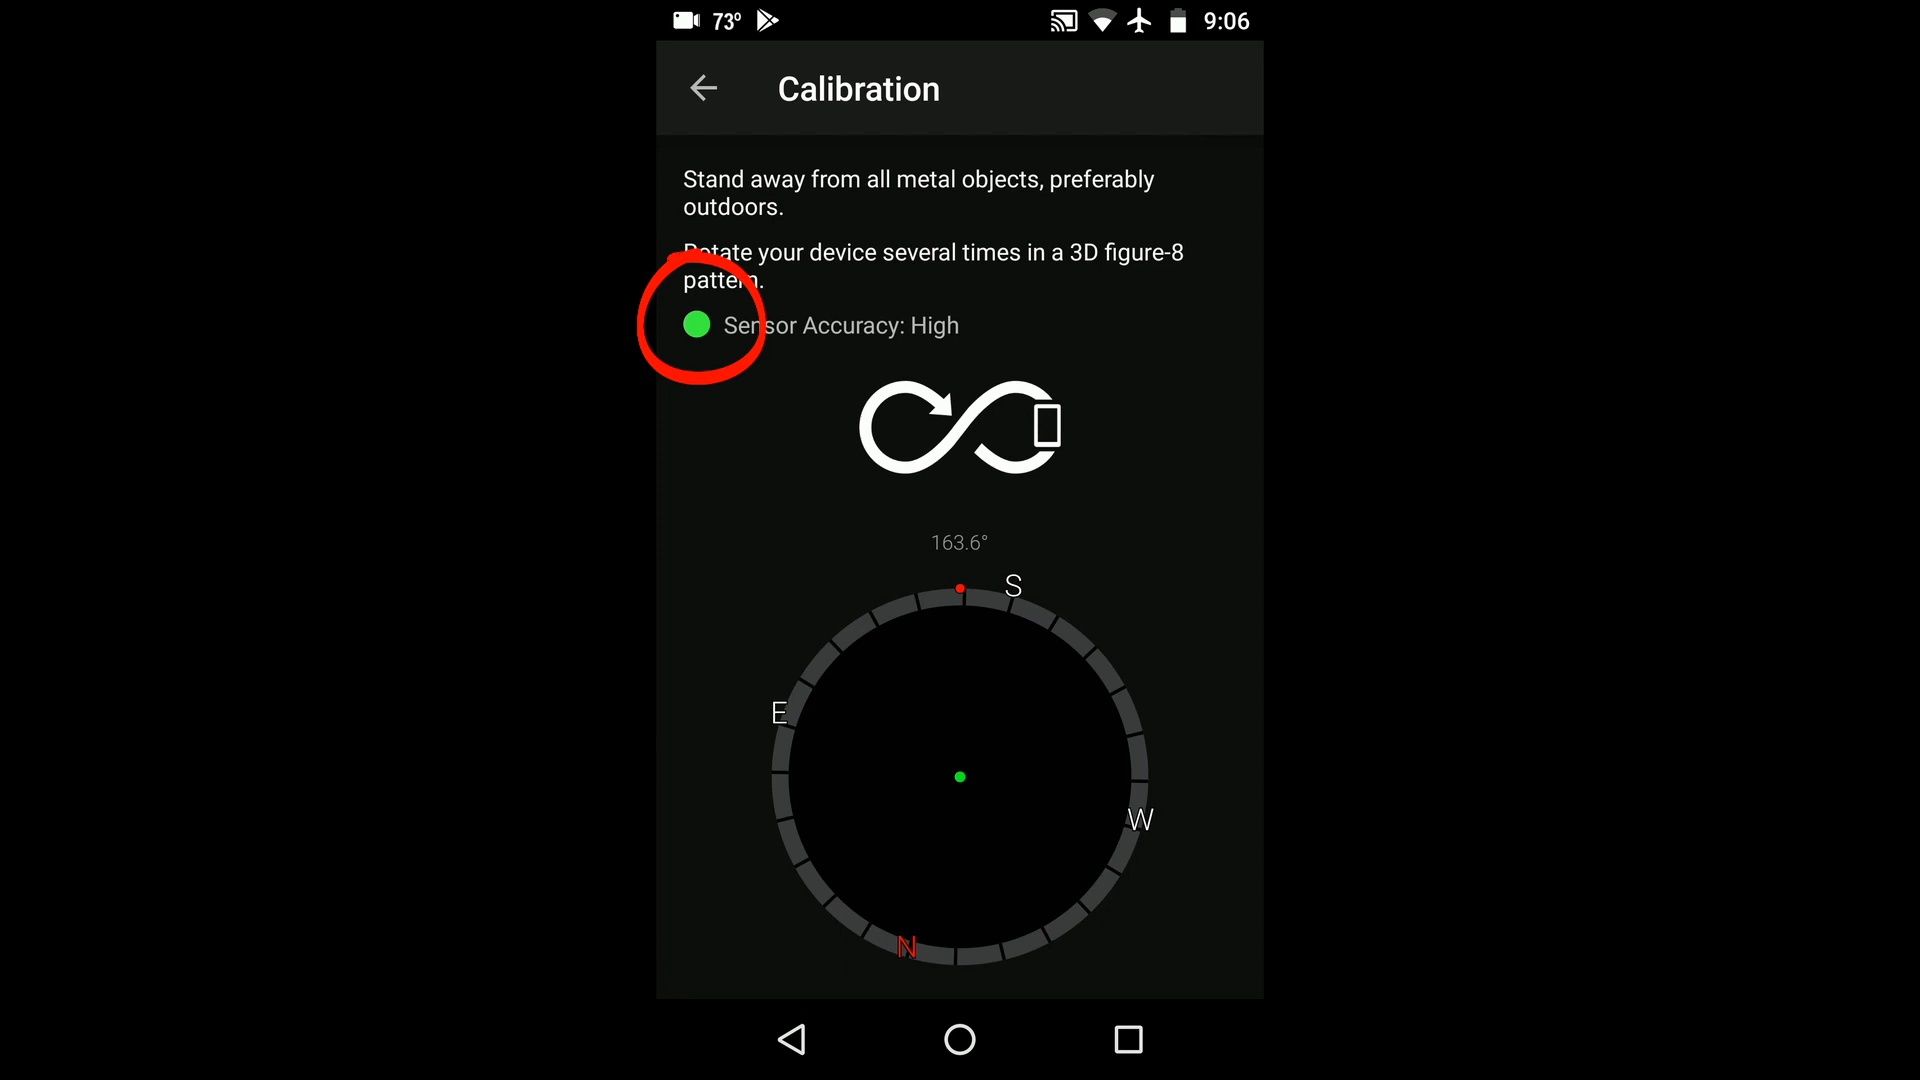 73º 9:06
Calibration
Stand away from all metal objects, preferably
outdoors.
Rotate your device several times in a 3D figure-8
pattern.
Sensor Accuracy: High
163.6°
S
E
W
N